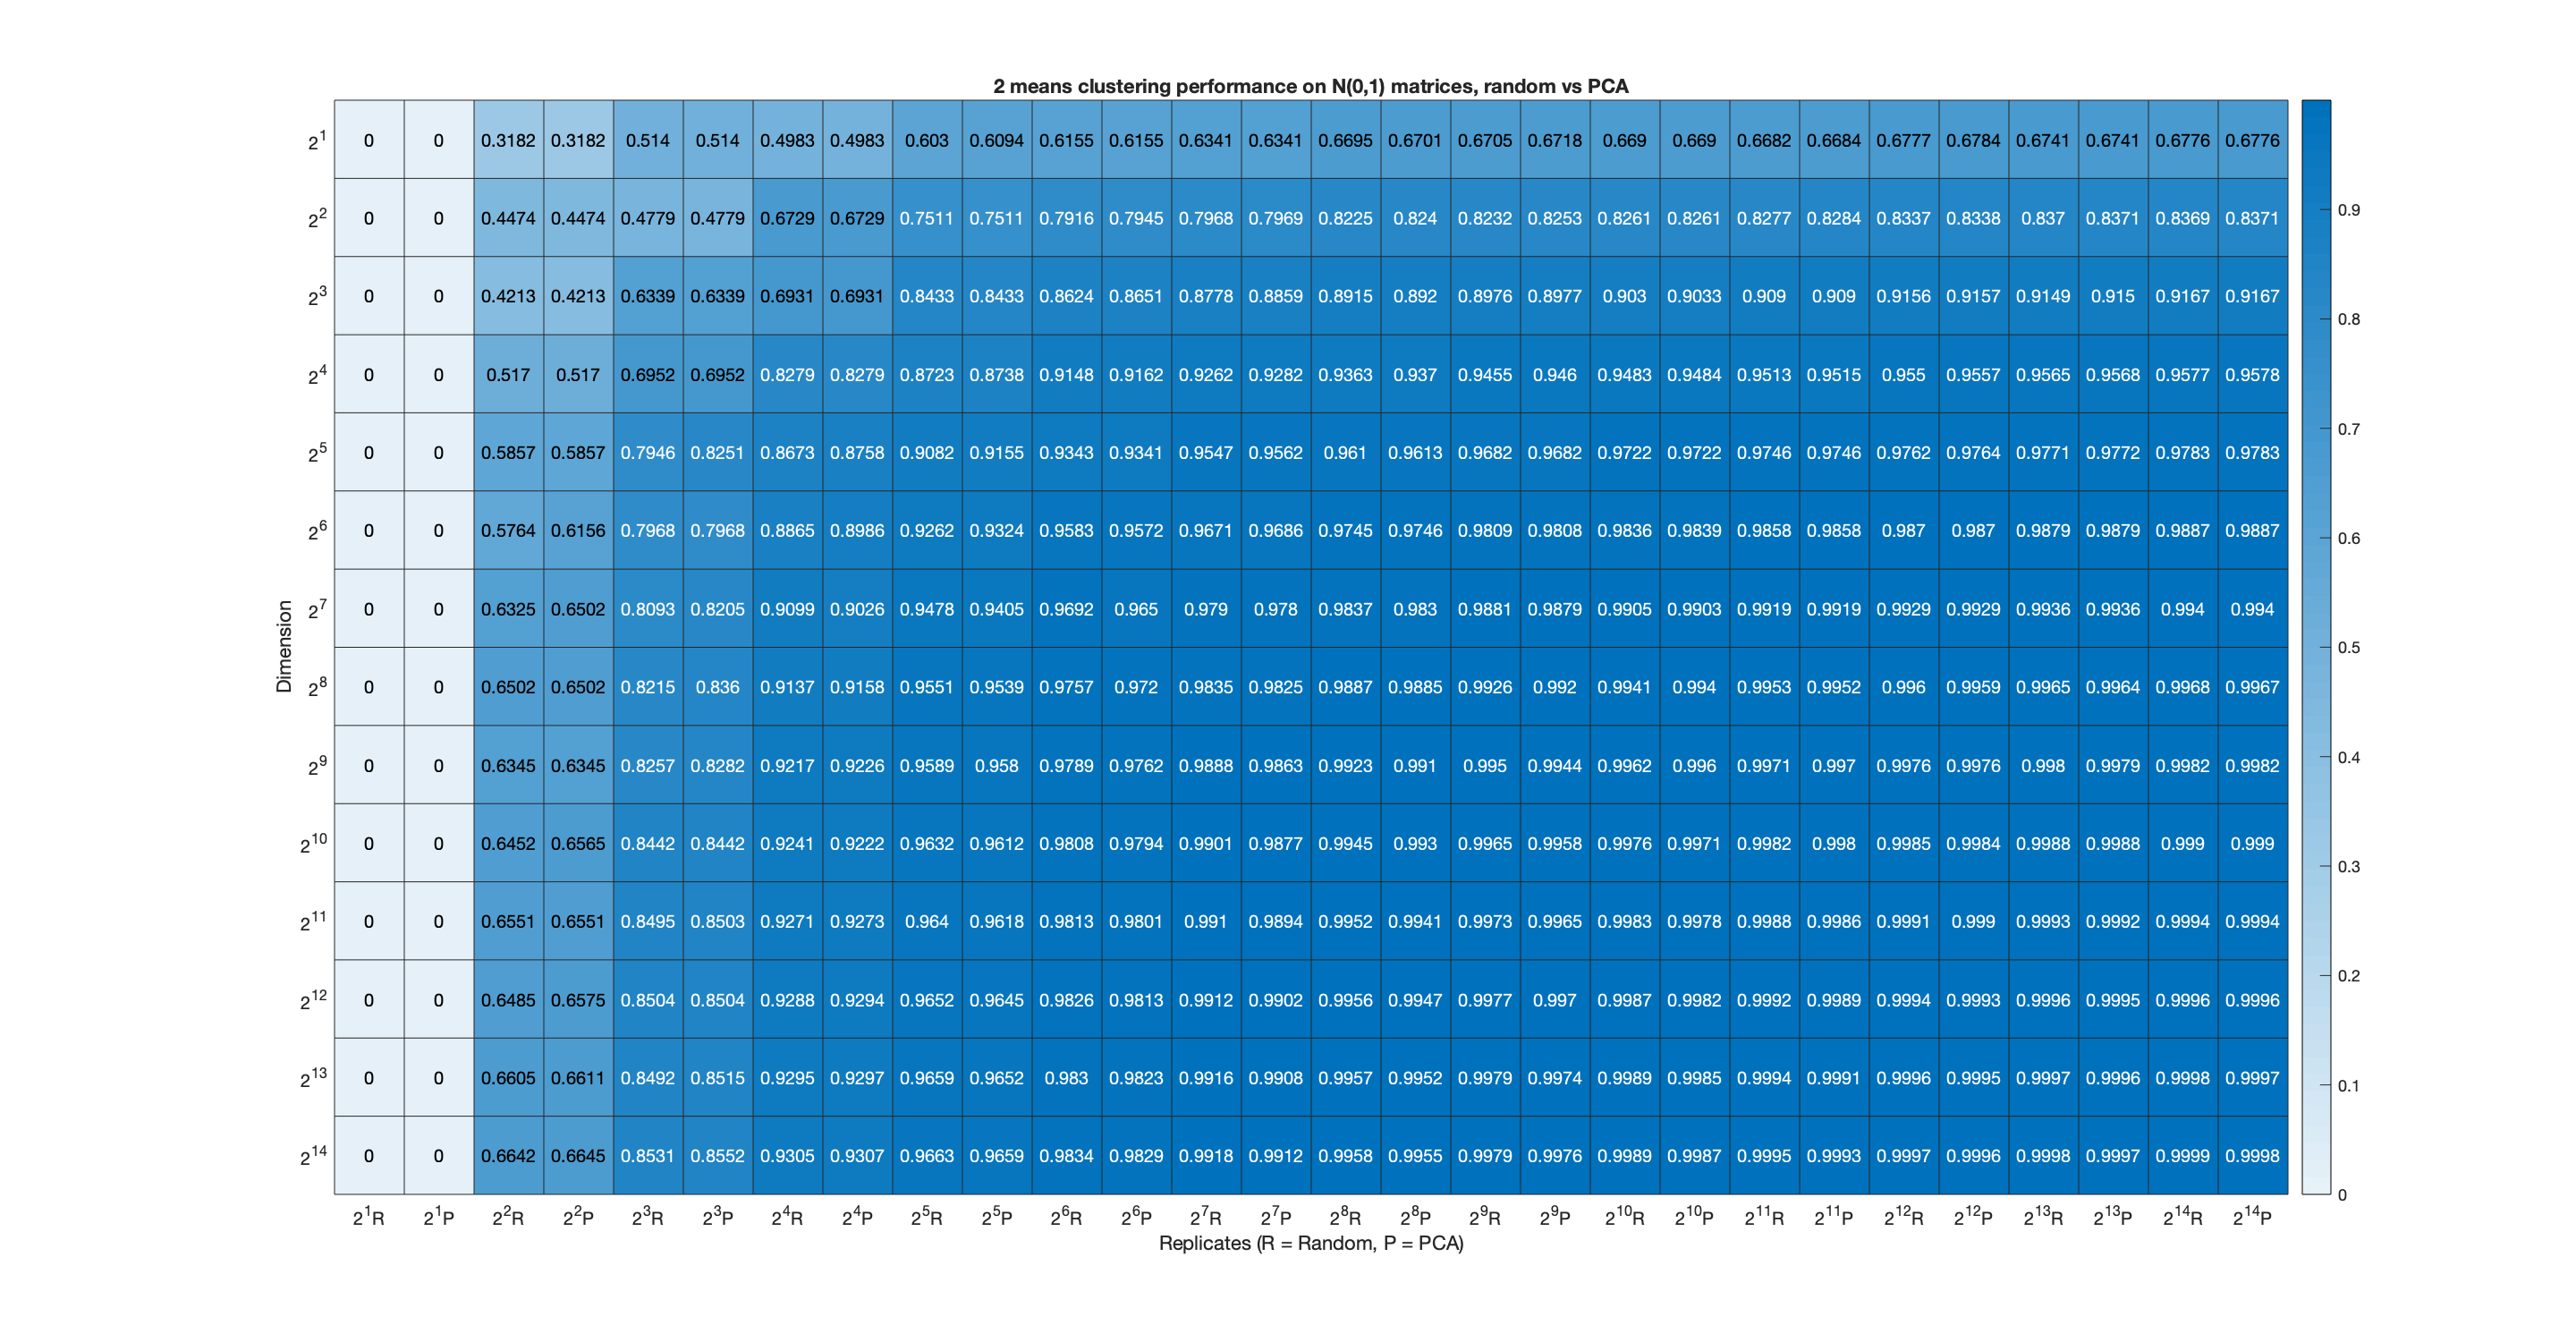 2 means clustering performance on N(0,1) matrices, random vs PCA
2^1 0 0 0.3182 0.3182 0.514 0.514 0.4983 0.4983 0.603 0.6094 0.6155 0.6155 0.6341 0.6341 0.6695 0.6701 0.6705 0.6718 0.669 0.669 0.6682 0.6684 0.6777 0.6784 0.6741 0.6741 0.6776 0.6776
2^2 0 0 0.4474 0.4474 0.4779 0.4779 0.6729 0.6729 0.7511 0.7511 0.7916 0.7945 0.7968 0.7969 0.8225 0.824 0.8232 0.8253 0.8261 0.8261 0.8277 0.8284 0.8337 0.8338 0.837 0.8371 0.8369 0.8371
0.9
2^3 0 0 0.4213 0.4213 0.6339 0.6339 0.6931 0.6931 0.8433 0.8433 0.8624 0.8651 0.8778 0.8859 0.8915 0.892 0.8976 0.8977 0.903 0.9033 0.909 0.909 0.9156 0.9157 0.9149 0.915 0.9167 0.9167
0.8
2^4 0 0 0.517 0.517 0.6952 0.6952 0.8279 0.8279 0.8723 0.8738 0.9148 0.9162 0.9262 0.9282 0.9363 0.937 0.9455 0.946 0.9483 0.9484 0.9513 0.9515 0.955 0.9557 0.9565 0.9568 0.9577 0.9578
0.7
2^5 0 0 0.5857 0.5857 0.7946 0.8251 0.8673 0.8758 0.9082 0.9155 0.9343 0.9341 0.9547 0.9562 0.961 0.9613 0.9682 0.9682 0.9722 0.9722 0.9746 0.9746 0.9762 0.9764 0.9771 0.9772 0.9783 0.9783
2^6 0 0 0.5764 0.6156 0.7968 0.7968 0.8865 0.8986 0.9262 0.9324 0.9583 0.9572 0.9671 0.9686 0.9745 0.9746 0.9809 0.9808 0.9836 0.9839 0.9858 0.9858 0.987 0.987 0.9879 0.9879 0.9887 0.9887
0.6
2^7 0 0 0.6325 0.6502 0.8093 0.8205 0.9099 0.9026 0.9478 0.9405 0.9692 0.965 0.979 0.978 0.9837 0.983 0.9881 0.9879 0.9905 0.9903 0.9919 0.9919 0.9929 0.9929 0.9936 0.9936 0.994 0.994
Dimension
0.5
2^8 0 0 0.6502 0.6502 0.8215 0.836 0.9137 0.9158 0.9551 0.9539 0.9757 0.972 0.9835 0.9825 0.9887 0.9885 0.9926 0.992 0.9941 0.994 0.9953 0.9952 0.996 0.9959 0.9965 0.9964 0.9968 0.9967
0.4
2^9 0 0 0.6345 0.6345 0.8257 0.8282 0.9217 0.9226 0.9589 0.958 0.9789 0.9762 0.9888 0.9863 0.9923 0.991 0.995 0.9944 0.9962 0.996 0.9971 0.997 0.9976 0.9976 0.998 0.9979 0.9982 0.9982
2^10 0 0 0.6452 0.6565 0.8442 0.8442 0.9241 0.9222 0.9632 0.9612 0.9808 0.9794 0.9901 0.9877 0.9945 0.993 0.9965 0.9958 0.9976 0.9971 0.9982 0.998 0.9985 0.9984 0.9988 0.9988 0.999 0.999
0.3
2^11 0 0 0.6551 0.6551 0.8495 0.8503 0.9271 0.9273 0.964 0.9618 0.9813 0.9801 0.991 0.9894 0.9952 0.9941 0.9973 0.9965 0.9983 0.9978 0.9988 0.9986 0.9991 0.999 0.9993 0.9992 0.9994 0.9994
0.2
2^12 0 0 0.6485 0.6575 0.8504 0.8504 0.9288 0.9294 0.9652 0.9645 0.9826 0.9813 0.9912 0.9902 0.9956 0.9947 0.9977 0.997 0.9987 0.9982 0.9992 0.9989 0.9994 0.9993 0.9996 0.9995 0.9996 0.9996
2^13 0 0 0.6605 0.6611 0.8492 0.8515 0.9295 0.9297 0.9659 0.9652 0.983 0.9823 0.9916 0.9908 0.9957 0.9952 0.9979 0.9974 0.9989 0.9985 0.9994 0.9991 0.9996 0.9995 0.9997 0.9996 0.9998 0.9997
0.1
2^14 0 0 0.6642 0.6645 0.8531 0.8552 0.9305 0.9307 0.9663 0.9659 0.9834 0.9829 0.9918 0.9912 0.9958 0.9955 0.9979 0.9976 0.9989 0.9987 0.9995 0.9993 0.9997 0.9996 0.9998 0.9997 0.9999 0.9998
0
2^1R 2^1P 2^2R 2^2P 2^3R 2^3P 2^4R 2^4P 2^5R 2^5P 2^6R 2^6P 2^7R 2^7P 2^8R 2^8P 2^9R 2^9P 2^10R 2^10P 2^11R 2^11P 2^12R 2^12P 2^13R 2^13P 2^14R 2^14P
Replicates (R = Random, P = PCA)